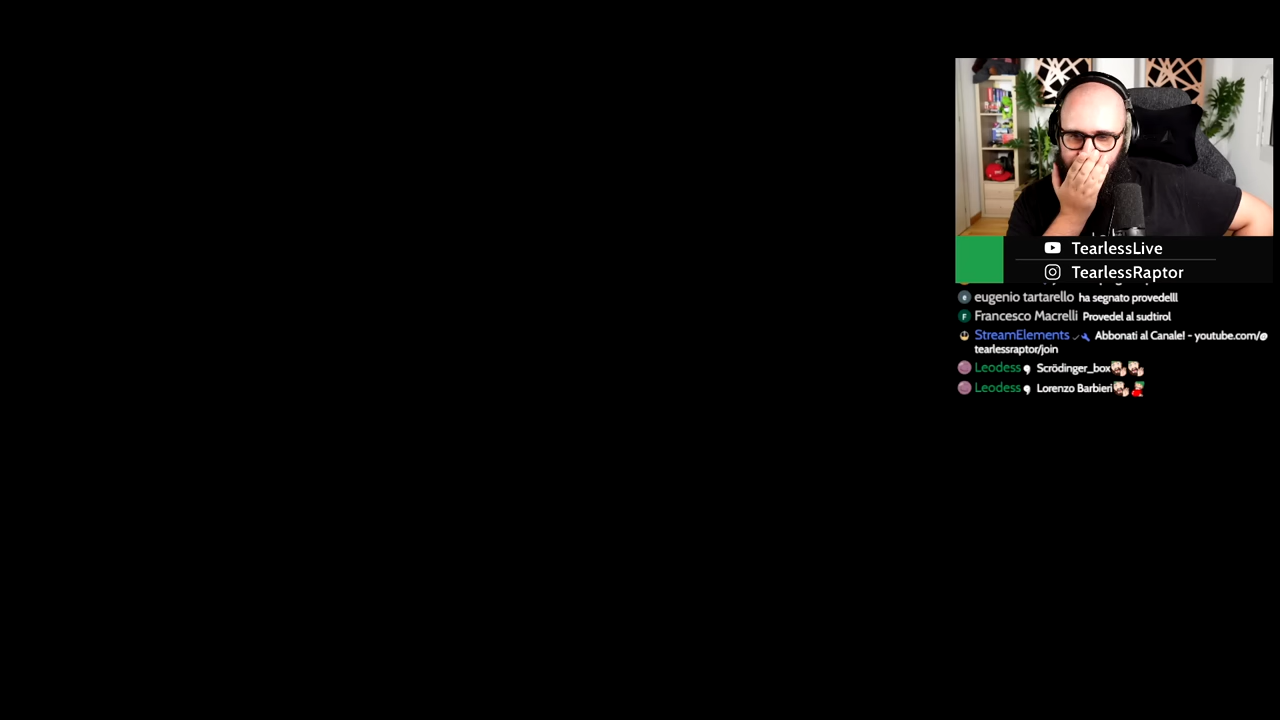 TearlessLive
TearlessRaptor
eugenio tartarello ha segnato provedelll
Francesco Macrelli Provedel al sudtirol
StreamElements Abbonati al Canale! - youtube.com/@
tearlessraptor/join
Leodess Scrödinger_box
Leodess Lorenzo Barbieri